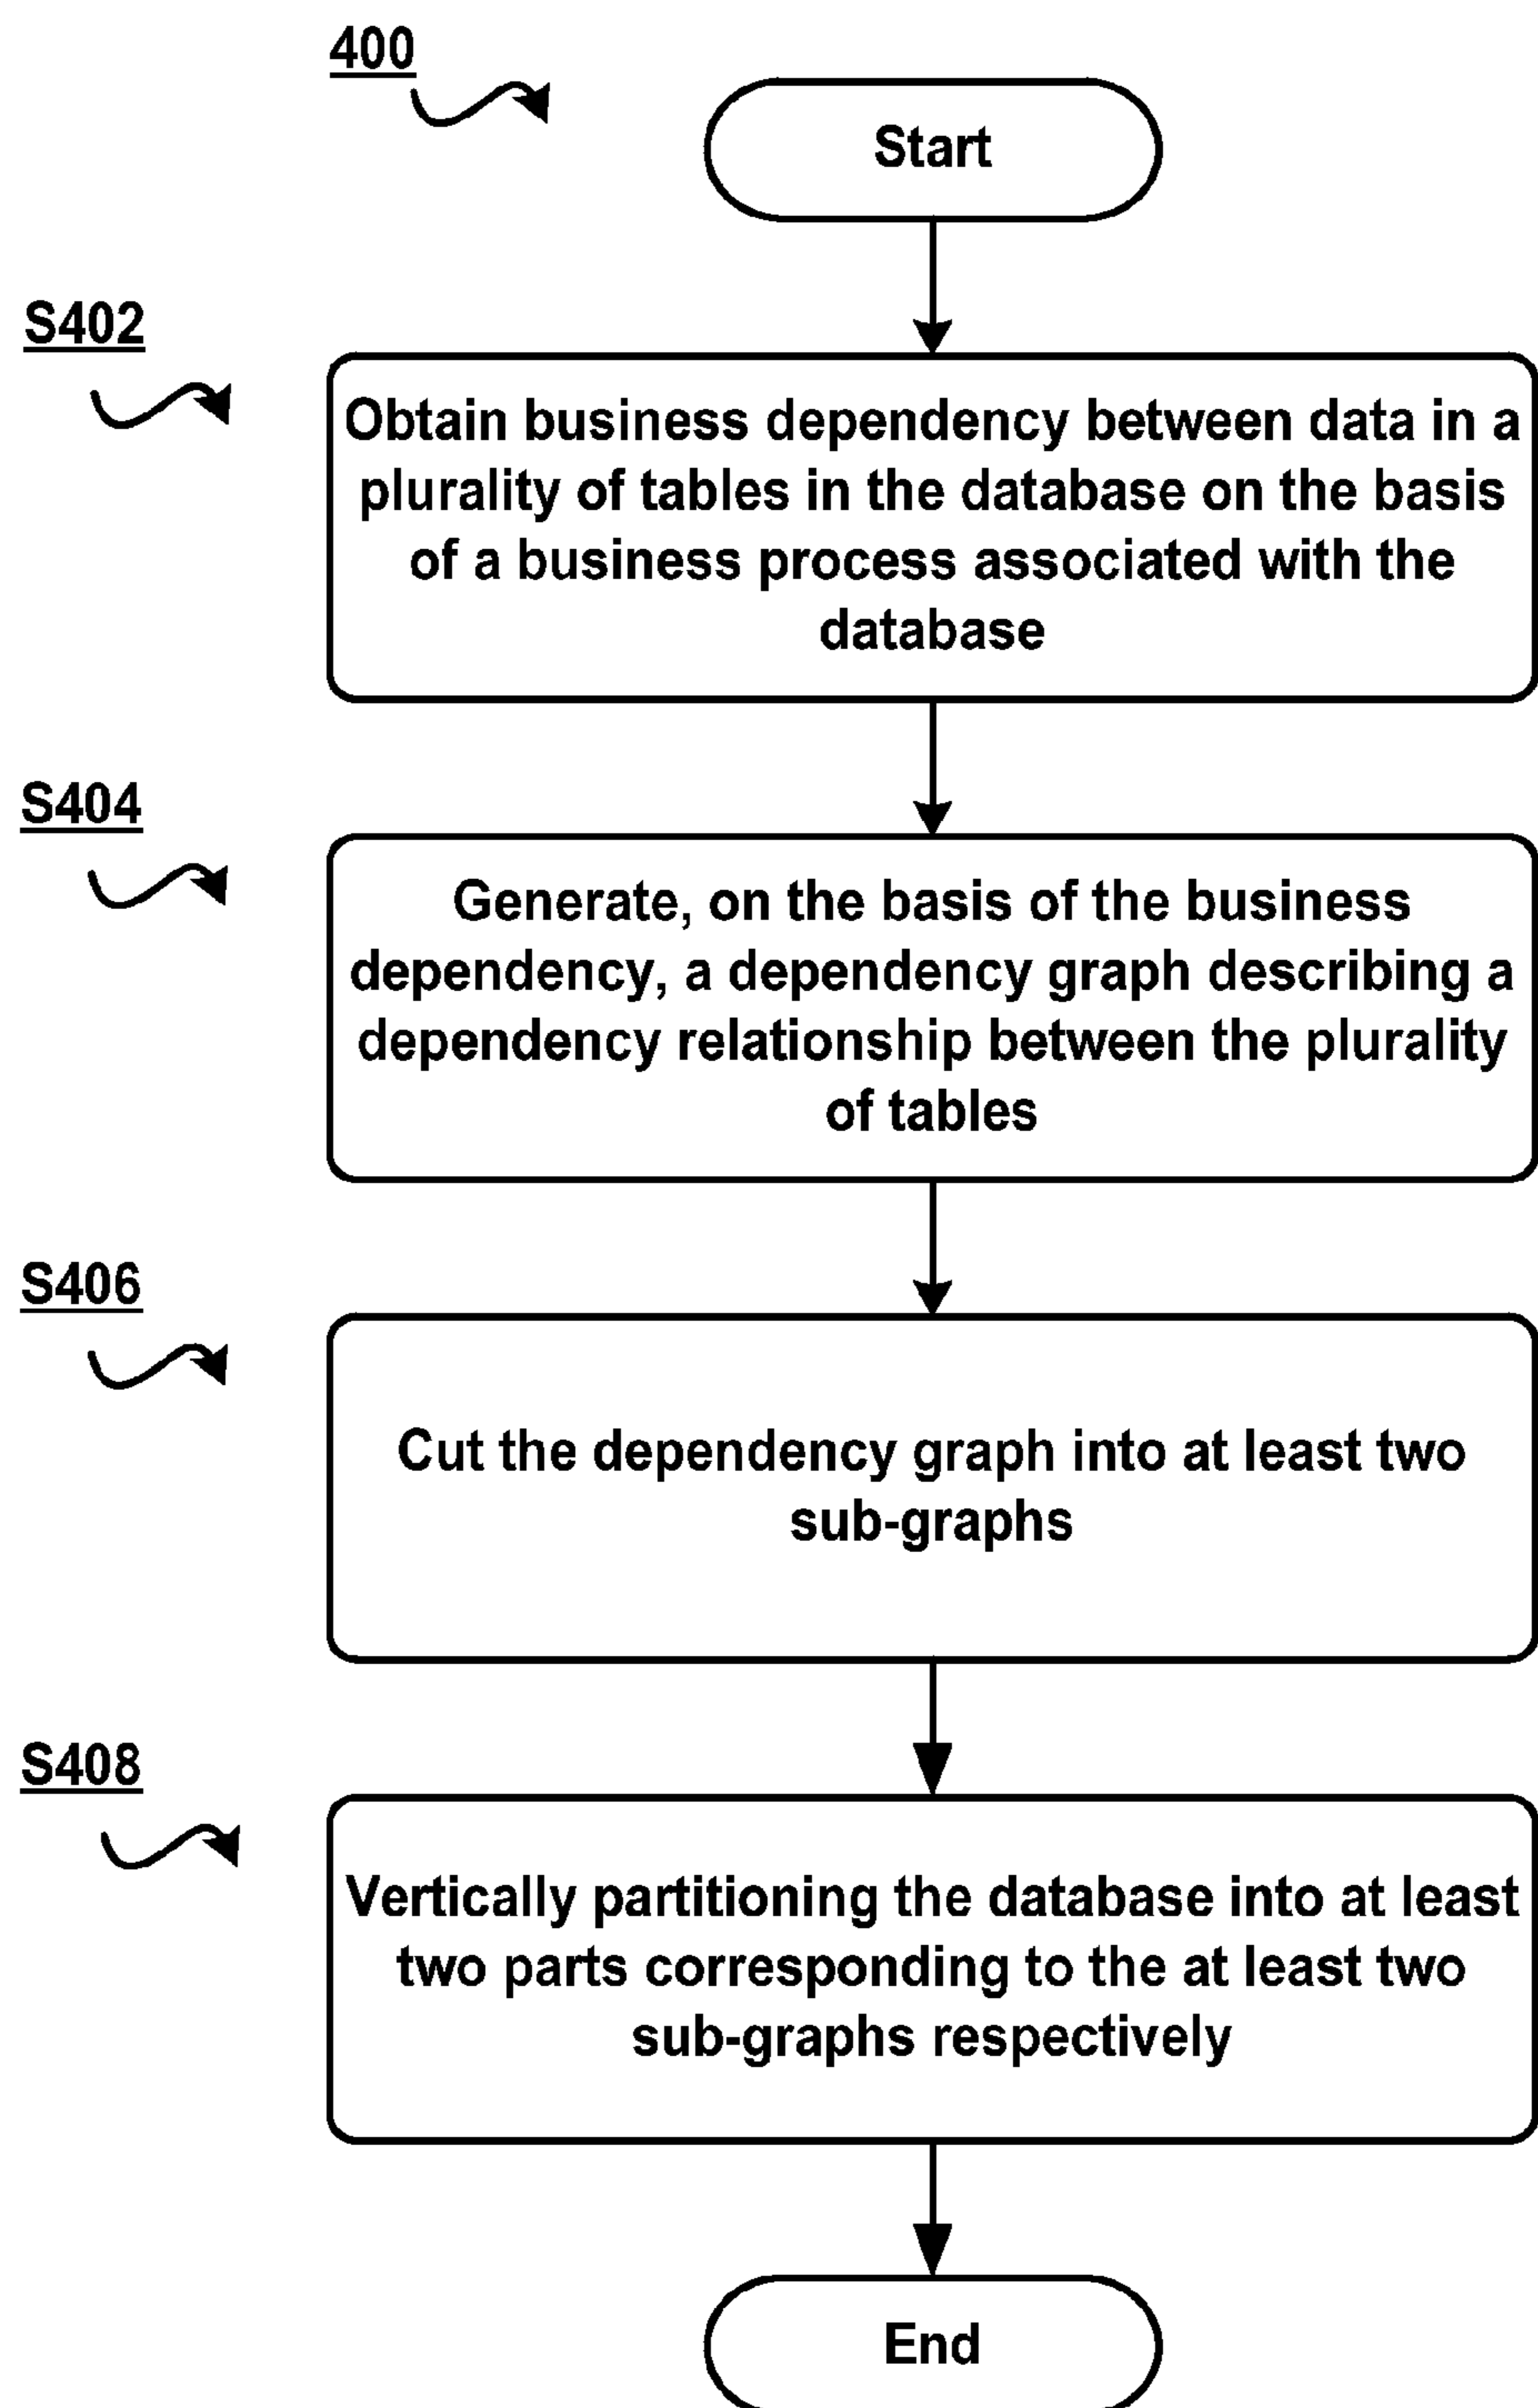 400
Start
S402
Obtain business dependency between data in a
plurality of tables in the database on the basis
of a business process associated with the
database
S404
Generate, on the basis of the business
dependency, a dependency graph describing a
dependency relationship between the plurality
of tables
S406
Cut the dependency graph into at least two
sub-graphs
S408
Vertically partitioning the database into at least
two parts corresponding to the at least two
sub-graphs respectively
End